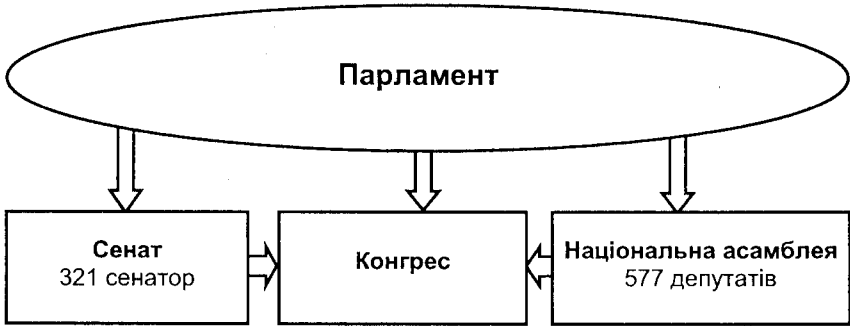 Парламент
Сенат
321 сенатор
Конгрес
Національна асамблея
577 депутатів